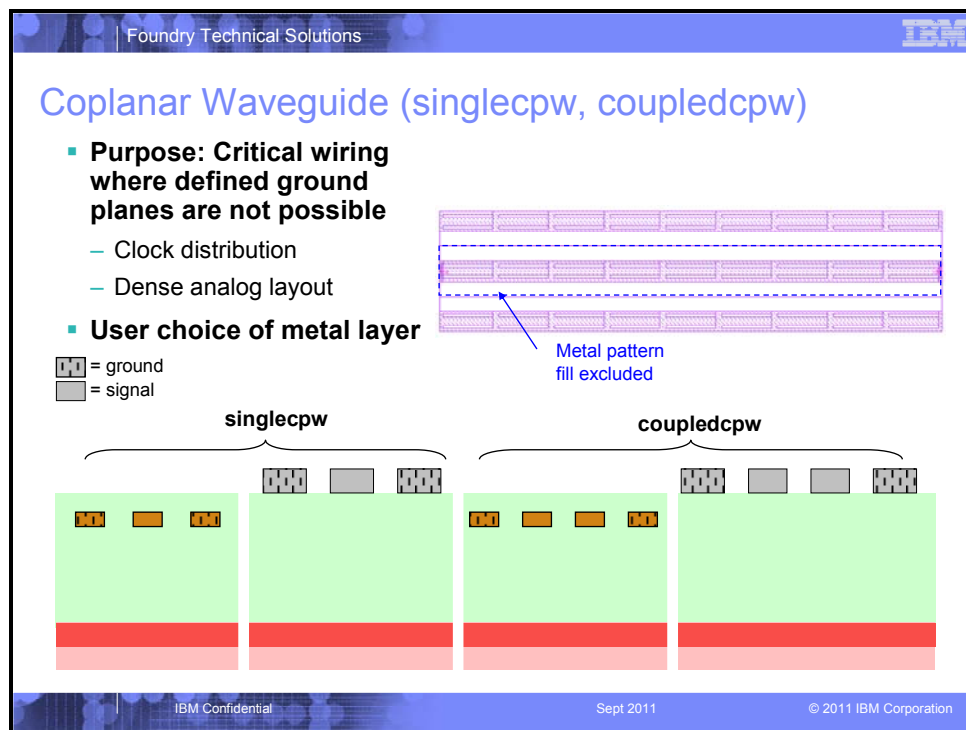 Foundry Technical Solutions
IBM
Coplanar Waveguide (singlecpw, coupledcpw)
▪ Purpose: Critical wiring
where defined ground
planes are not possible
– Clock distribution
– Dense analog layout
▪ User choice of metal layer
= ground
= signal
Metal pattern
fill excluded
singlecpw
coupledcpw
IBM Confidential
Sept 2011
© 2011 IBM Corporation